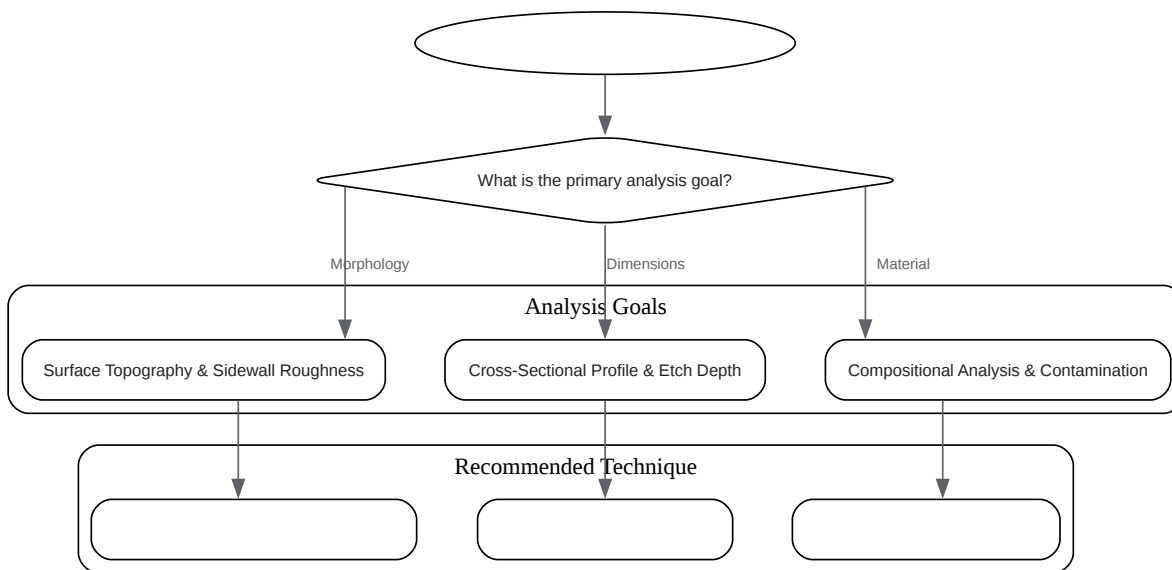 What is the primary analysis goal?
Morphology
Dimensions
Material
Analysis Goals
Surface Topography & Sidewall Roughness
Cross-Sectional Profile & Etch Depth
Compositional Analysis & Contamination
Recommended Technique